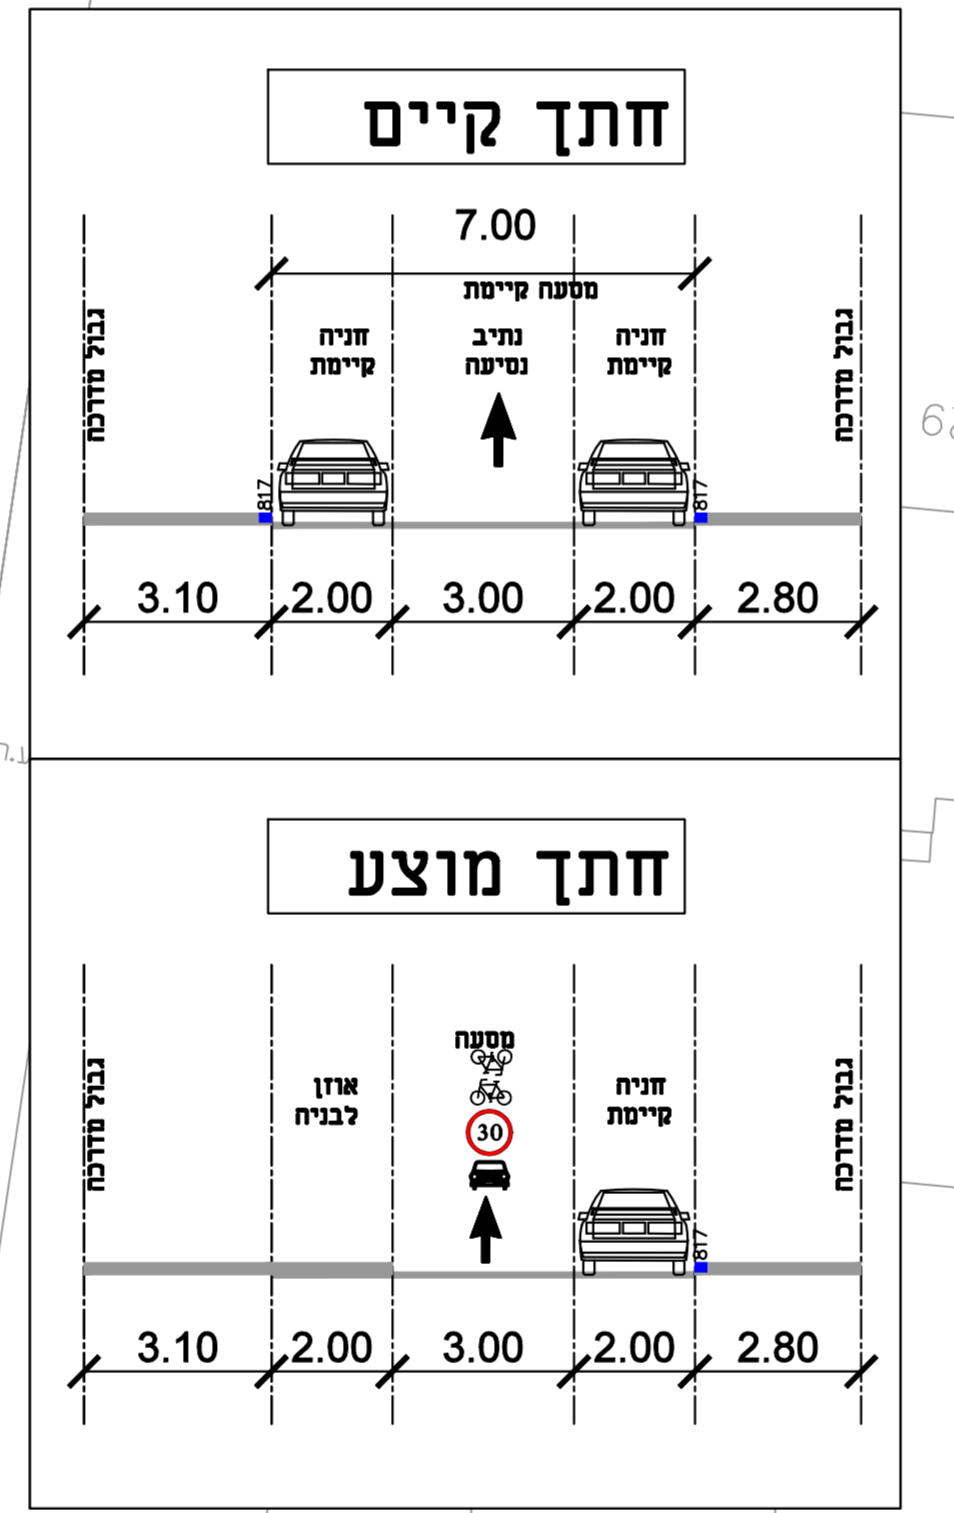 חתך קיים
7.00
מסעה קיימת
גבול מדרכה
חניה
קיימת
נתיב
נסיעה
חניה
קיימת
גבול מדרכה
817
817
3.10 2.00 3.00 2.00 2.80
חתך מוצע
מסעה
גבול מדרכה
אוזן
לבניה
30
חניה
קיימת
גבול מדרכה
817
3.10 2.00 3.00 2.00 2.80